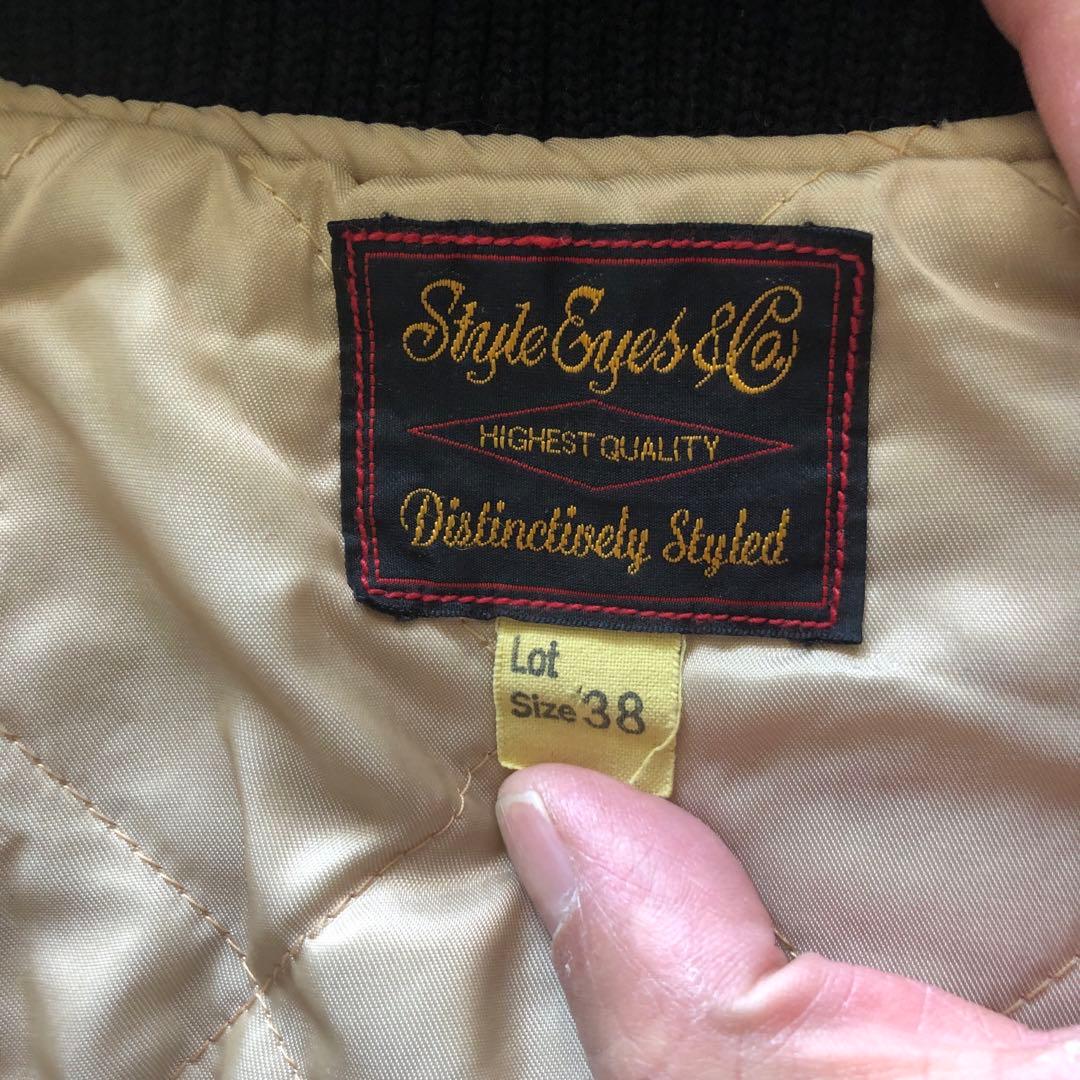 Style Eyes & Co.
HIGHEST QUALITY
Distinctively Styled
Lot
Size 38